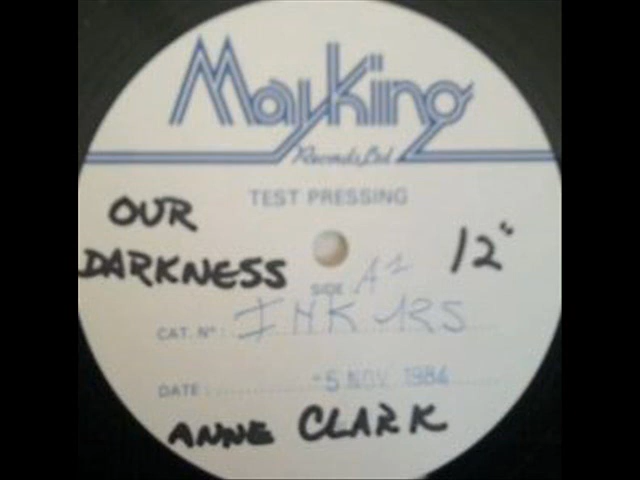 Mayking
Records Ltd
TEST PRESSING
OUR
DARKNESS
12"
SIDE A1
CAT. Nº: INK 125
DATE: -5 NOV 1984
ANNE CLARK